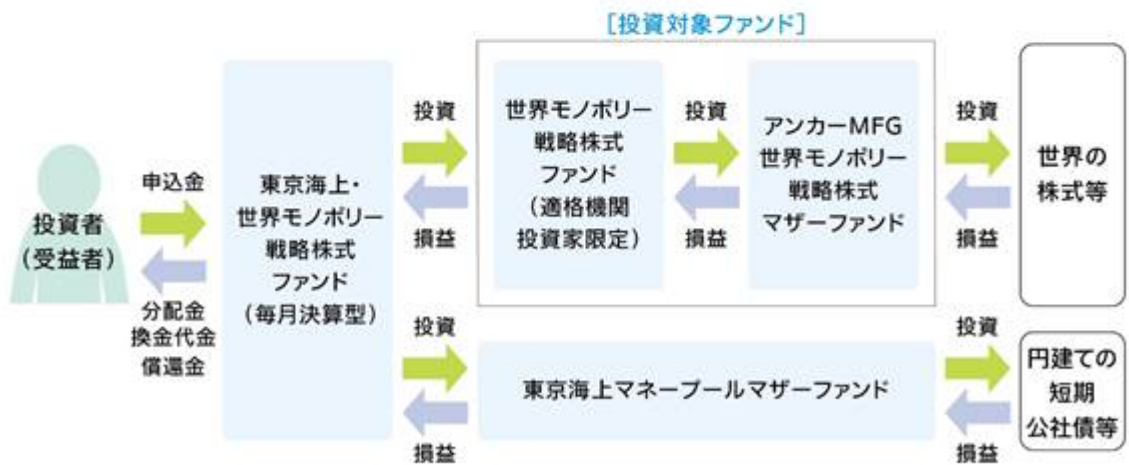 ［投資対象ファンド］
投資者
（受益者）
申込金
分配金
換金代金
償還金
東京海上・
世界モノポリー
戦略株式
ファンド
（毎月決算型）
投資
損益
世界モノポリー
戦略株式
ファンド
（適格機関
投資家限定）
投資
損益
アンカーMFG
世界モノポリー
戦略株式
マザーファンド
投資
損益
世界の
株式等
投資
損益
東京海上マネープールマザーファンド
投資
損益
円建ての
短期
公社債等